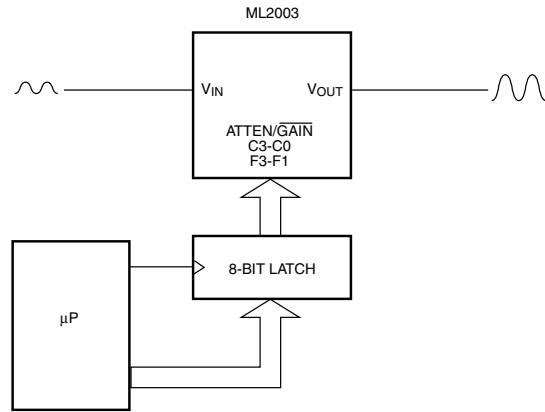 ML2003
VIN
VOUT
ATTEN/GAIN
C3-C0
F3-F1
8-BIT LATCH
μP